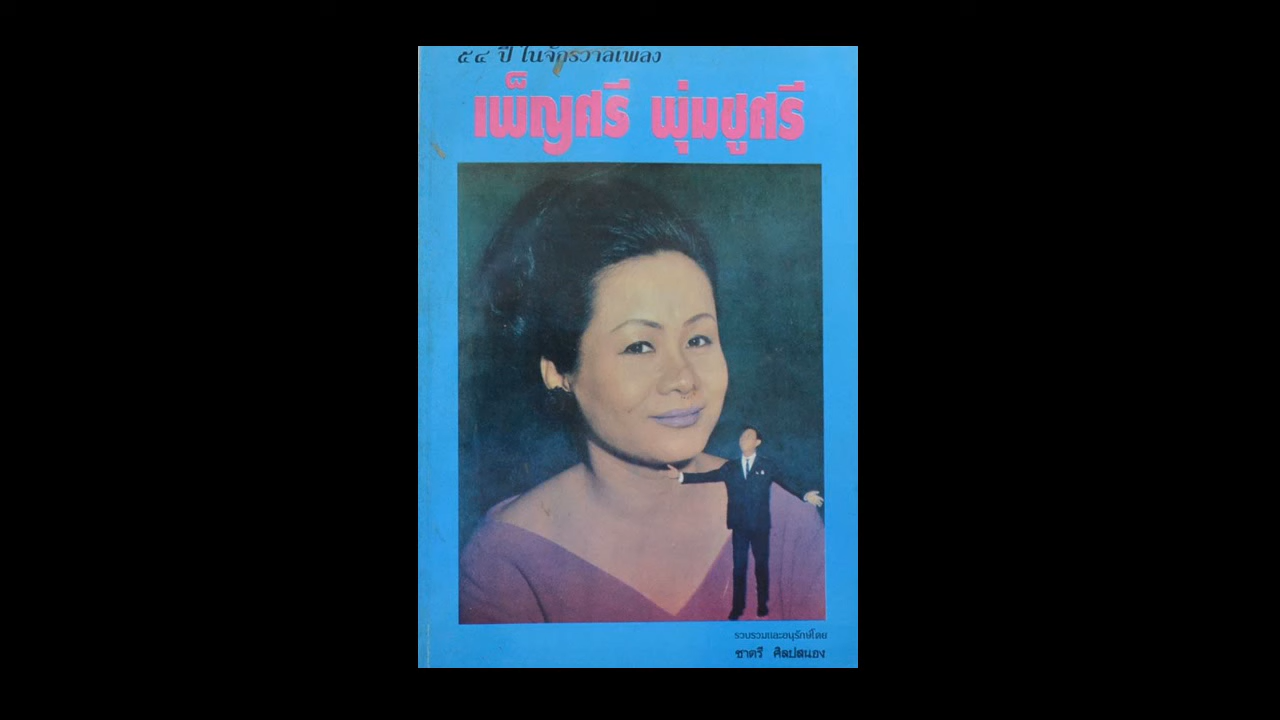 ๕๔ ปี ในจักรวาลเพลง
เพ็ญศรี พุ่มชูศรี
รวบรวมและอนุรักษ์โดย
ชาตรี ศิลปสนอง